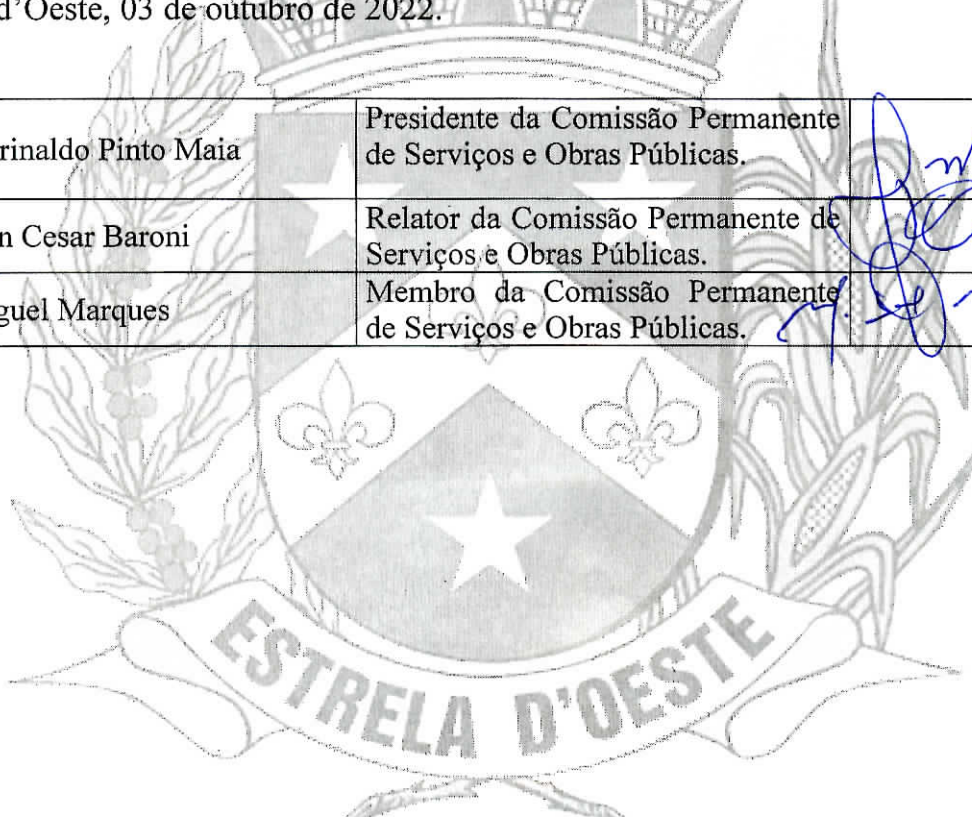 d’Oeste, 03 de outubro de 2022.
rinaldo Pinto Maia
Presidente da Comissão Permanente
de Serviços e Obras Públicas.
n Cesar Baroni
Relator da Comissão Permanente de
Serviços e Obras Públicas.
guel Marques
Membro da Comissão Permanente
de Serviços e Obras Públicas.
ESTRELA D'OESTE